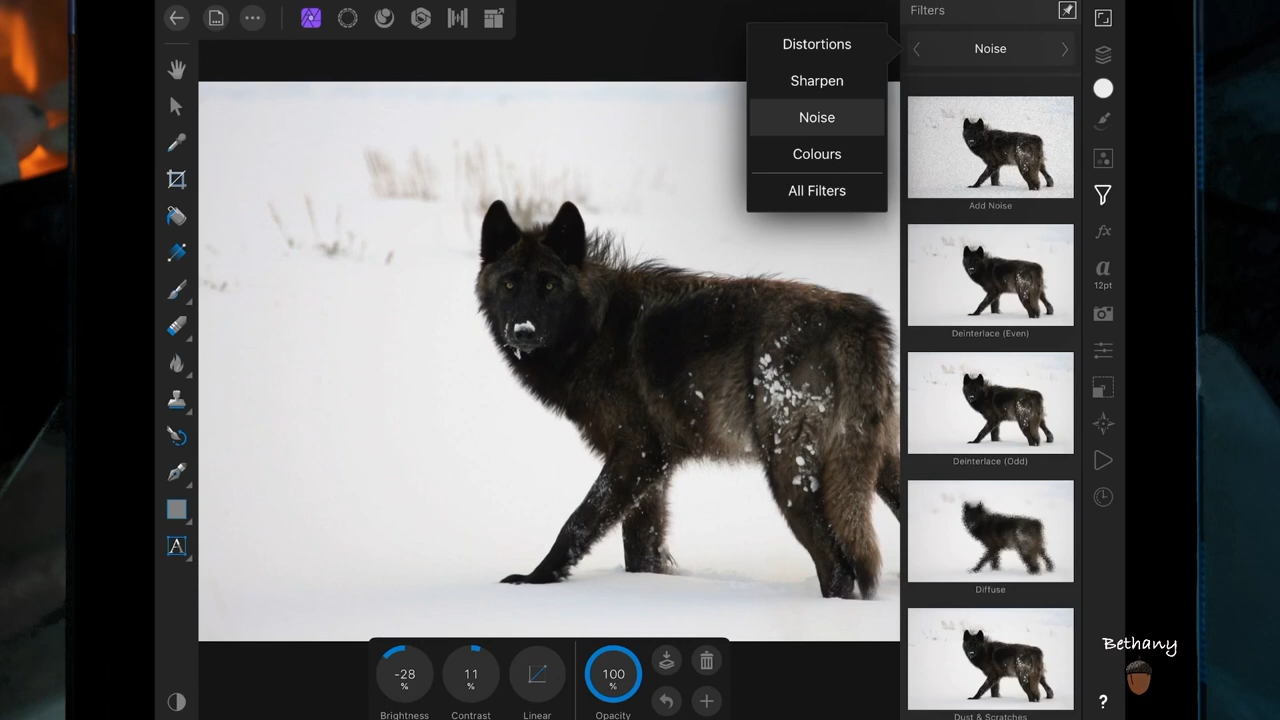 Filters
Noise
Distortions
Sharpen
Noise
Colours
All Filters
Add Noise
Deinterlace (Even)
Deinterlace (Odd)
Diffuse
Dust & Scratches
fx
a
12pt
A
-28
%
Brightness
11
%
Contrast
Linear
100
%
Opacity
Bethany
?